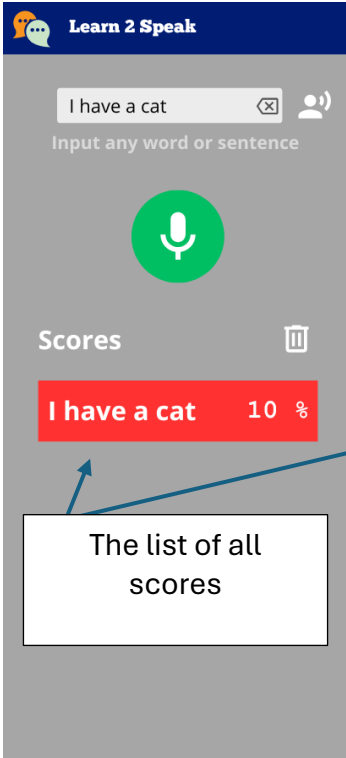 Learn 2 Speak
I have a cat
Input any word or sentence
Scores
I have a cat 10 %
The list of all
scores